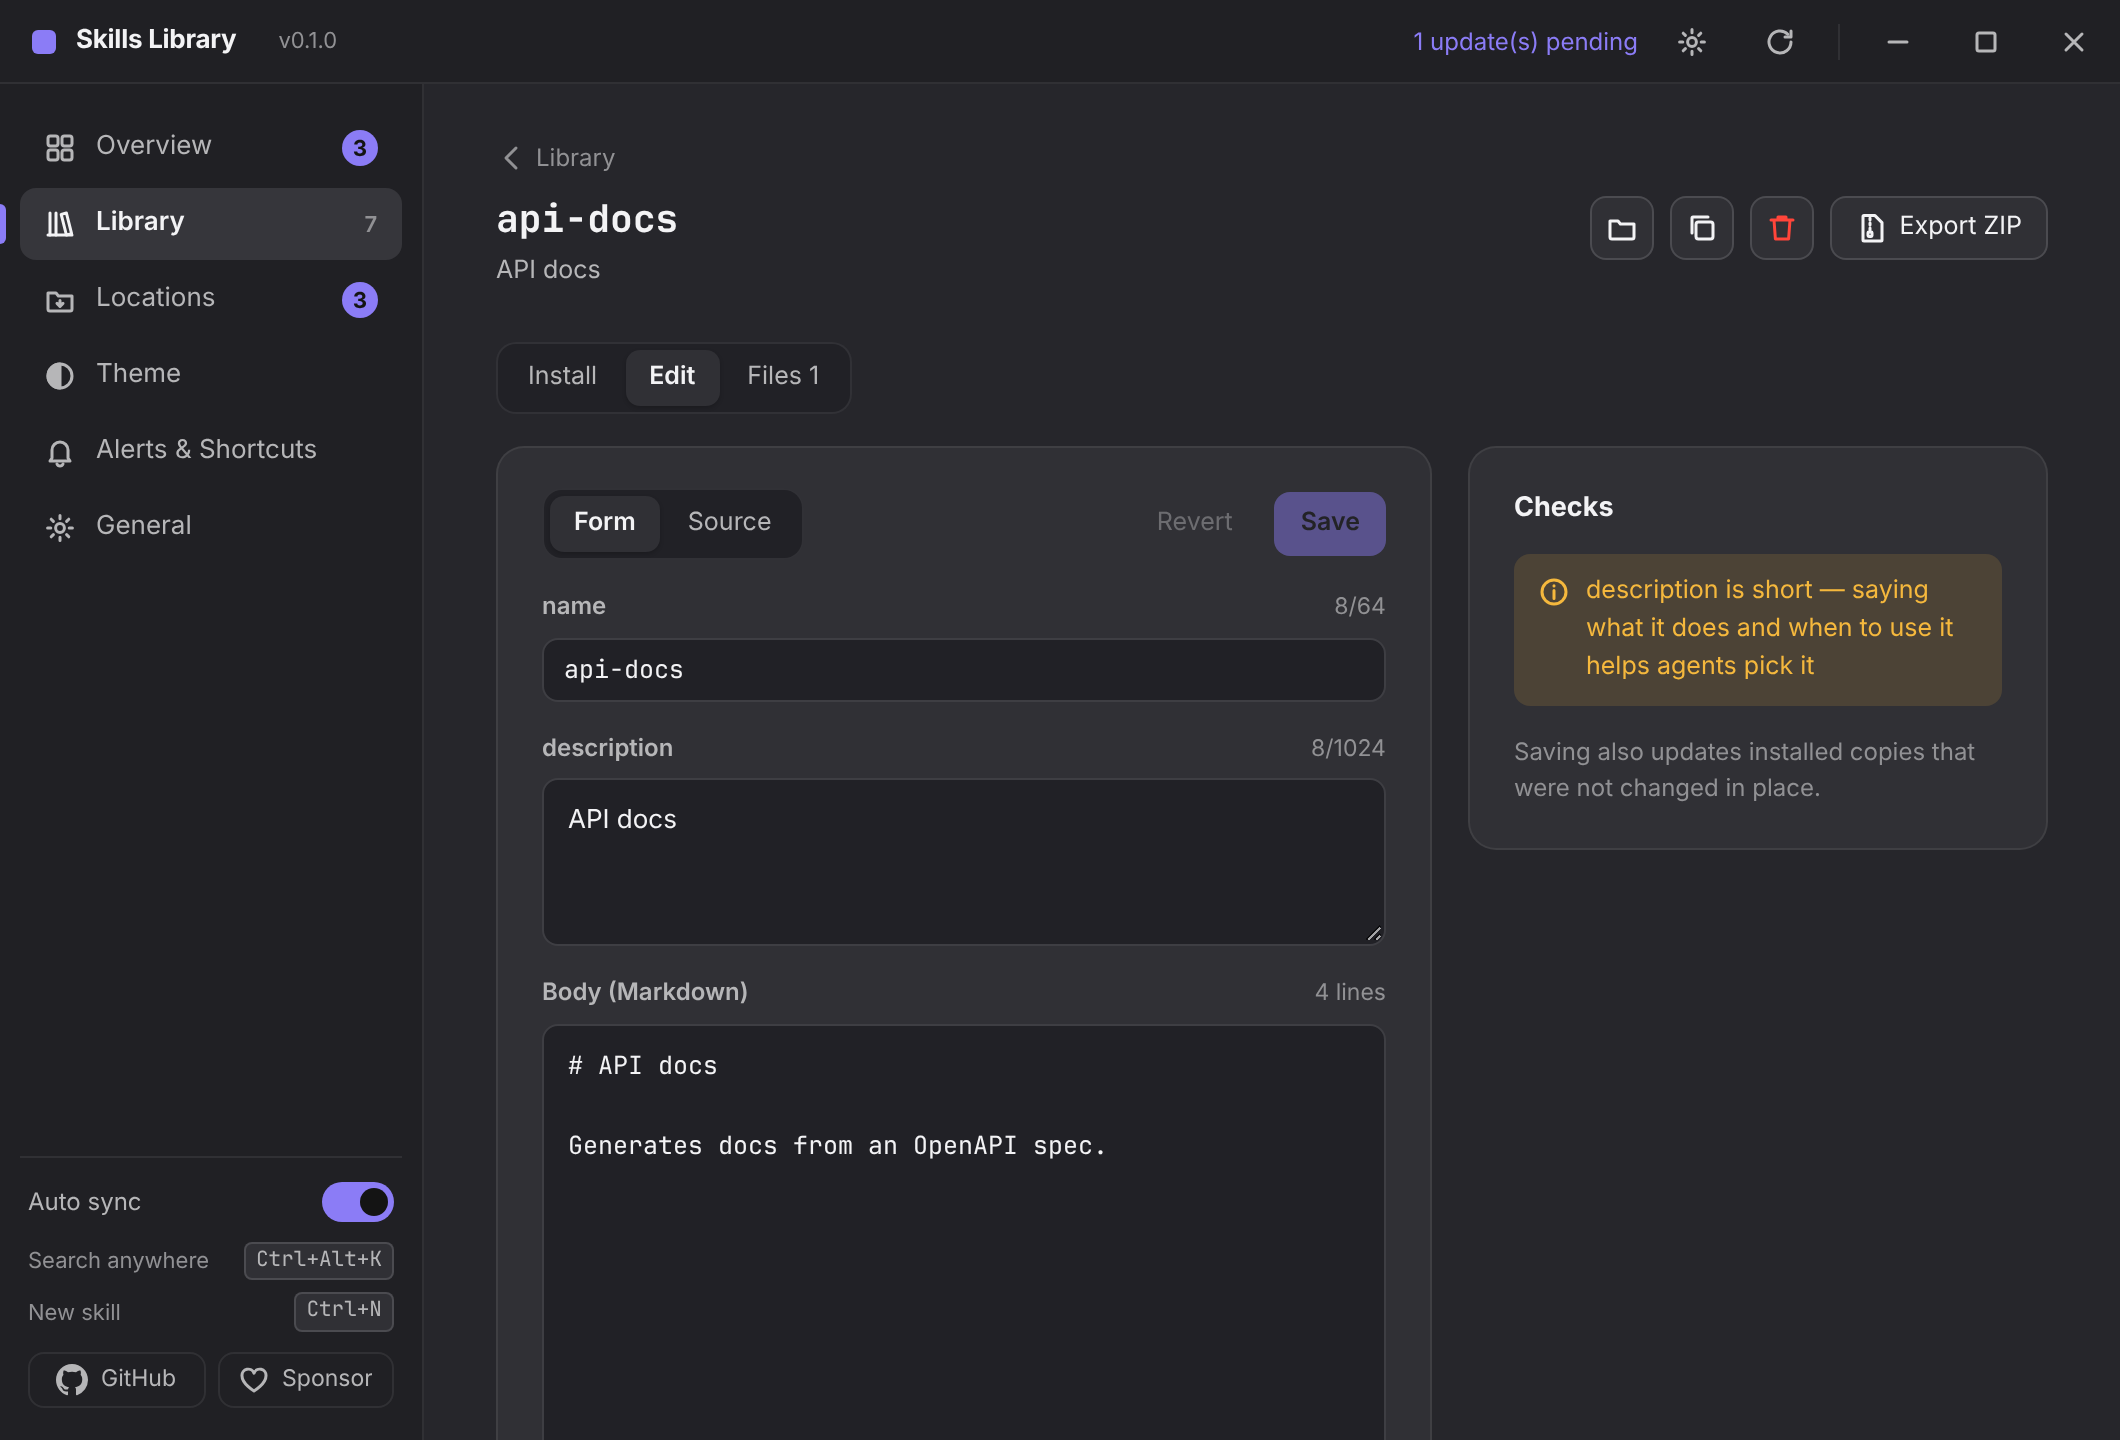 Skills Library v0.1.0
1 update(s) pending
Overview 3
Library 7
Locations 3
Theme
Alerts & Shortcuts
General
Auto sync
Search anywhere Ctrl+Alt+K
New skill Ctrl+N
GitHub Sponsor
Library
api-docs
API docs
Export ZIP
Install Edit Files 1
Form Source Revert Save
name 8/64
api-docs
description 8/1024
API docs
Body (Markdown) 4 lines
# API docs
Generates docs from an OpenAPI spec.
Checks
description is short — saying
what it does and when to use it
helps agents pick it
Saving also updates installed copies that
were not changed in place.